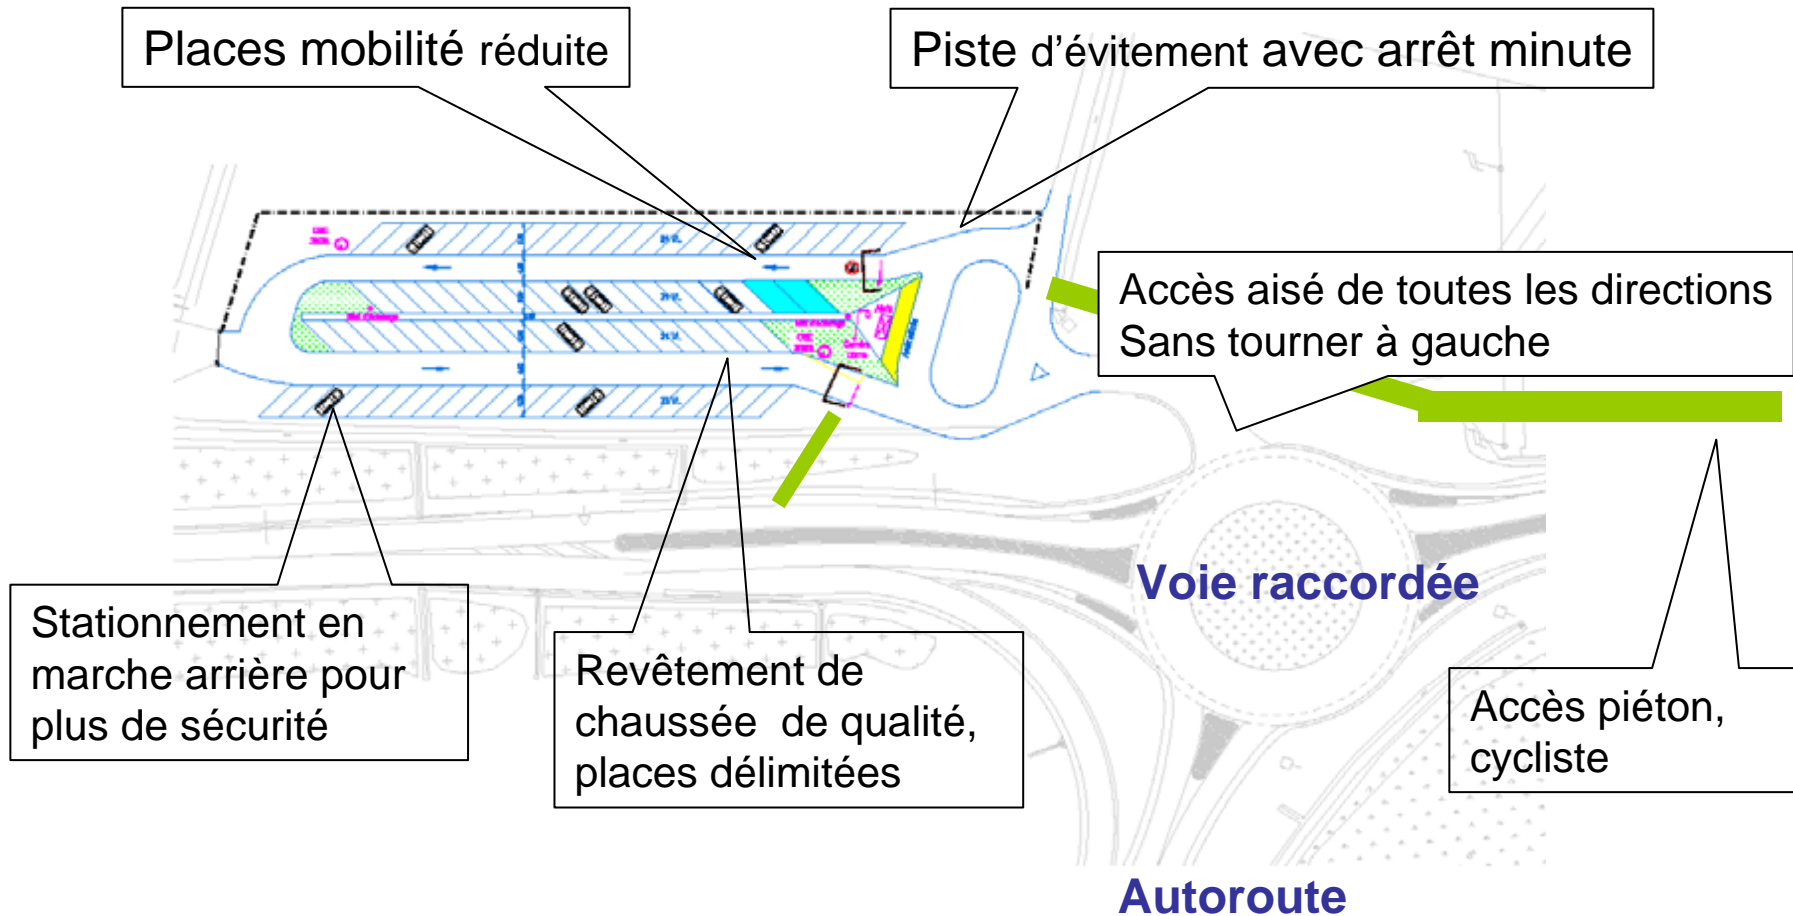 Places mobilité réduite
Piste d'évitement avec arrêt minute
Accès aisé de toutes les directions
Sans tourner à gauche
Voie raccordée
Stationnement en
marche arrière pour
plus de sécurité
Revêtement de
chaussée de qualité,
places délimitées
Accès piéton,
cycliste
Autoroute